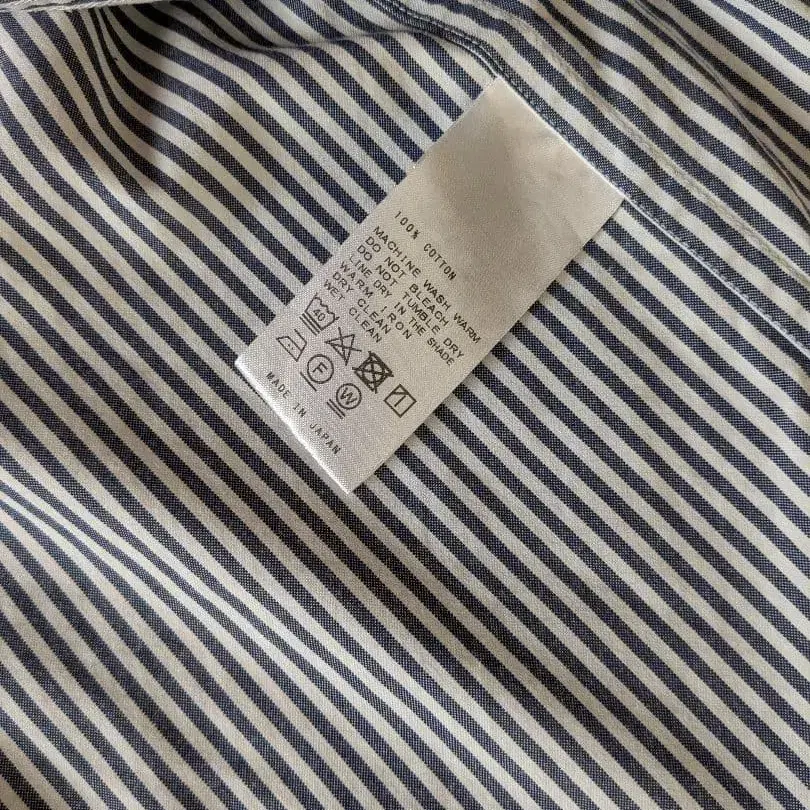 100% COTTON
MACHINE WASH WARM
DO NOT BLEACH
DO NOT TUMBLE DRY
LINE DRY IN THE SHADE
WARM IRON
DRY CLEAN
WET CLEAN
40
F
W
MADE IN JAPAN